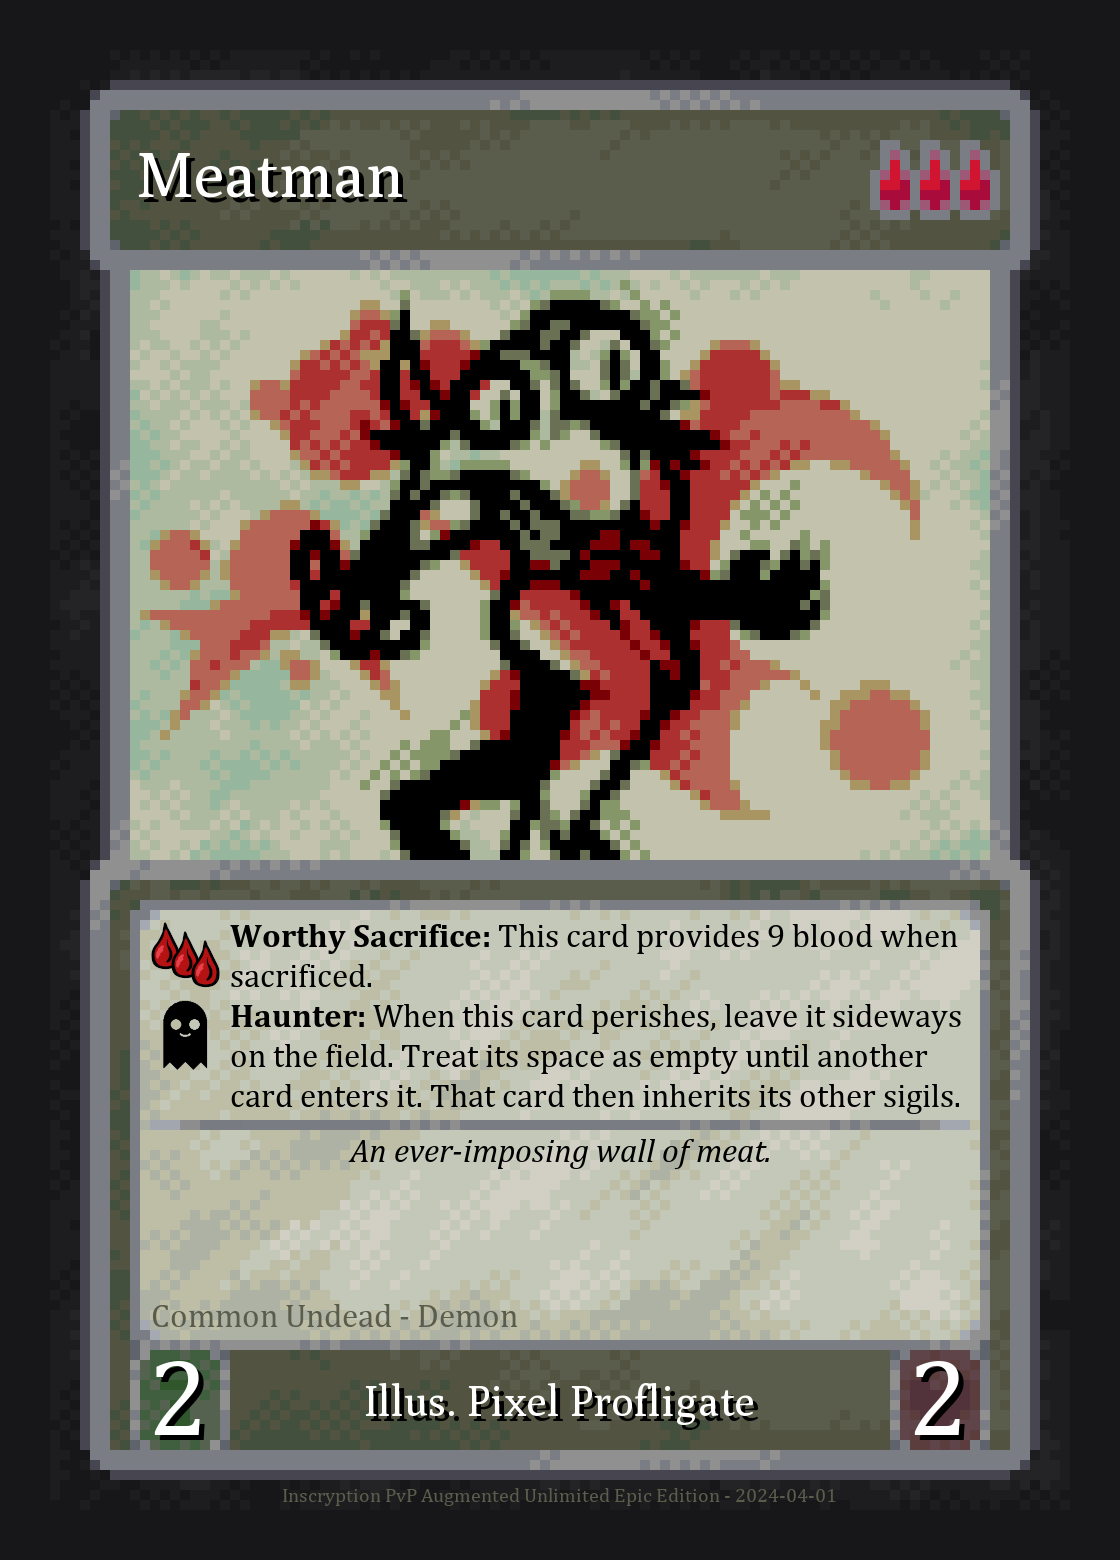 Meatman
Worthy Sacrifice: This card provides 9 blood when
sacrificed.
Haunter: When this card perishes, leave it sideways
on the field. Treat its space as empty until another
card enters it. That card then inherits its other sigils.
An ever-imposing wall of meat.
Common Undead - Demon
2
Illus. Pixel Profligate
2
Inscryption PvP Augmented Unlimited Epic Edition - 2024-04-01